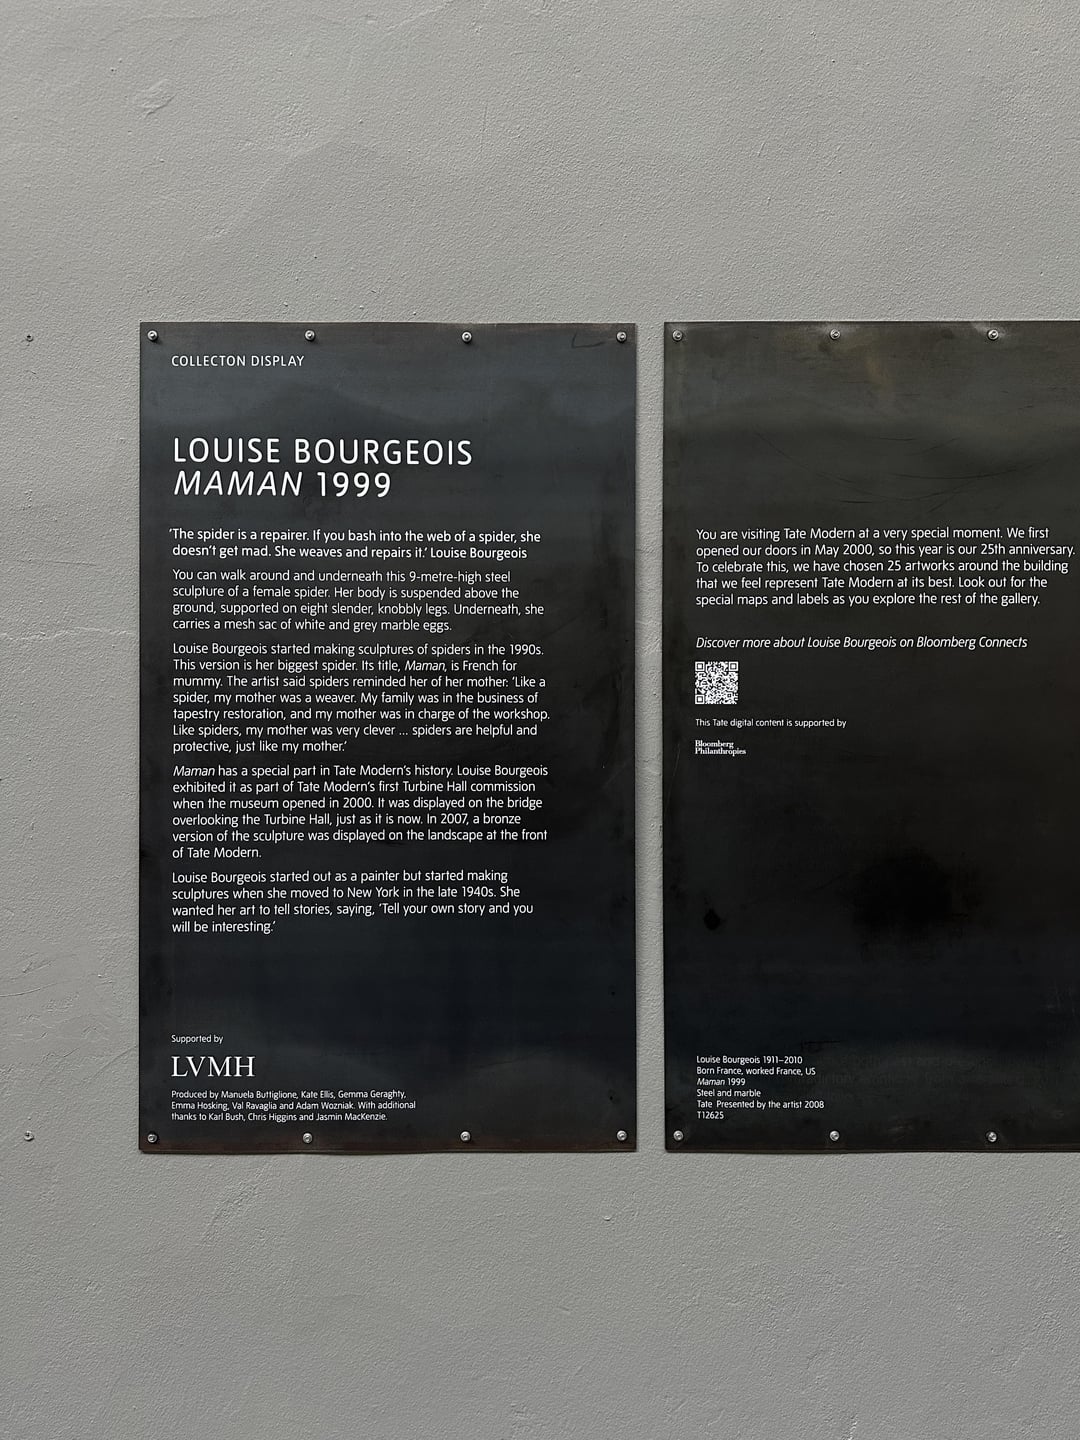 COLLECTON DISPLAY
LOUISE BOURGEOIS
MAMAN 1999
‘The spider is a repairer. If you bash into the web of a spider, she
doesn’t get mad. She weaves and repairs it.’ Louise Bourgeois
You can walk around and underneath this 9-metre-high steel
sculpture of a female spider. Her body is suspended above the
ground, supported on eight slender, knobbly legs. Underneath, she
carries a mesh sac of white and grey marble eggs.
Louise Bourgeois started making sculptures of spiders in the 1990s.
This version is her biggest spider. Its title, Maman, is French for
mummy. The artist said spiders reminded her of her mother: ‘Like a
spider, my mother was a weaver. My family was in the business of
tapestry restoration, and my mother was in charge of the workshop.
Like spiders, my mother was very clever ... spiders are helpful and
protective, just like my mother.’
Maman has a special part in Tate Modern’s history. Louise Bourgeois
exhibited it as part of Tate Modern’s first Turbine Hall commission
when the museum opened in 2000. It was displayed on the bridge
overlooking the Turbine Hall, just as it is now. In 2007, a bronze
version of the sculpture was displayed on the landscape at the front
of Tate Modern.
Louise Bourgeois started out as a painter but started making
sculptures when she moved to New York in the late 1940s. She
wanted her art to tell stories, saying, ‘Tell your own story and you
will be interesting.’
Supported by
LVMH
Produced by Manuela Buttiglione, Kate Ellis, Gemma Geraghty,
Emma Hosking, Val Ravaglia and Adam Wozniak. With additional
thanks to Karl Bush, Chris Higgins and Jasmin MacKenzie.
You are visiting Tate Modern at a very special moment. We first
opened our doors in May 2000, so this year is our 25th anniversary.
To celebrate this, we have chosen 25 artworks around the building
that we feel represent Tate Modern at its best. Look out for the
special maps and labels as you explore the rest of the gallery.
Discover more about Louise Bourgeois on Bloomberg Connects
This Tate digital content is supported by
Bloomberg
Philanthropies
Louise Bourgeois 1911–2010
Born France, worked France, US
Maman 1999
Steel and marble
Tate Presented by the artist 2008
T12625